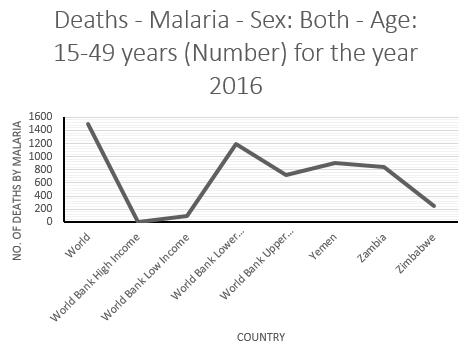 Deaths - Malaria - Sex: Both - Age:
15-49 years (Number) for the year
2016
NO. OF DEATHS BY MALARIA
1600
1400
1200
1000
800
600
400
200
0
World
World Bank High Income
World Bank Low Income
World Bank Lower...
World Bank Upper...
Yemen
Zambia
Zimbabwe
COUNTRY